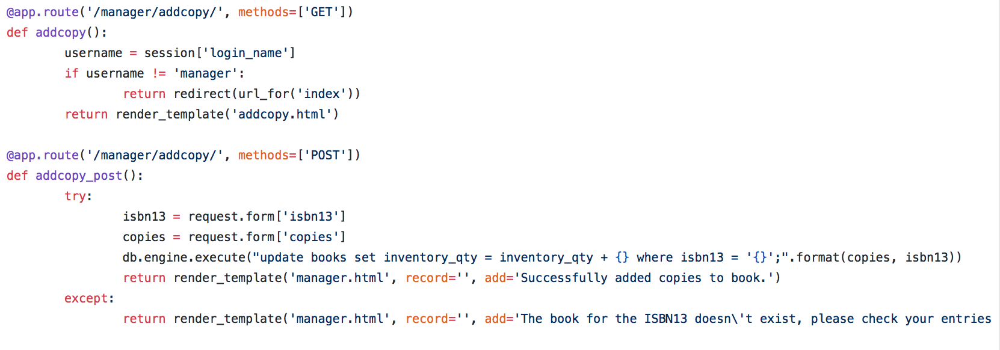 @app.route('/manager/addcopy/', methods=['GET'])
def addcopy():
        username = session['login_name']
        if username != 'manager':
                return redirect(url_for('index'))
        return render_template('addcopy.html')

@app.route('/manager/addcopy/', methods=['POST'])
def addcopy_post():
        try:
                isbn13 = request.form['isbn13']
                copies = request.form['copies']
                db.engine.execute("update books set inventory_qty = inventory_qty + {} where isbn13 = '{}';".format(copies, isbn13))
                return render_template('manager.html', record='', add='Successfully added copies to book.')
        except:
                return render_template('manager.html', record='', add='The book for the ISBN13 doesn\'t exist, please check your entries